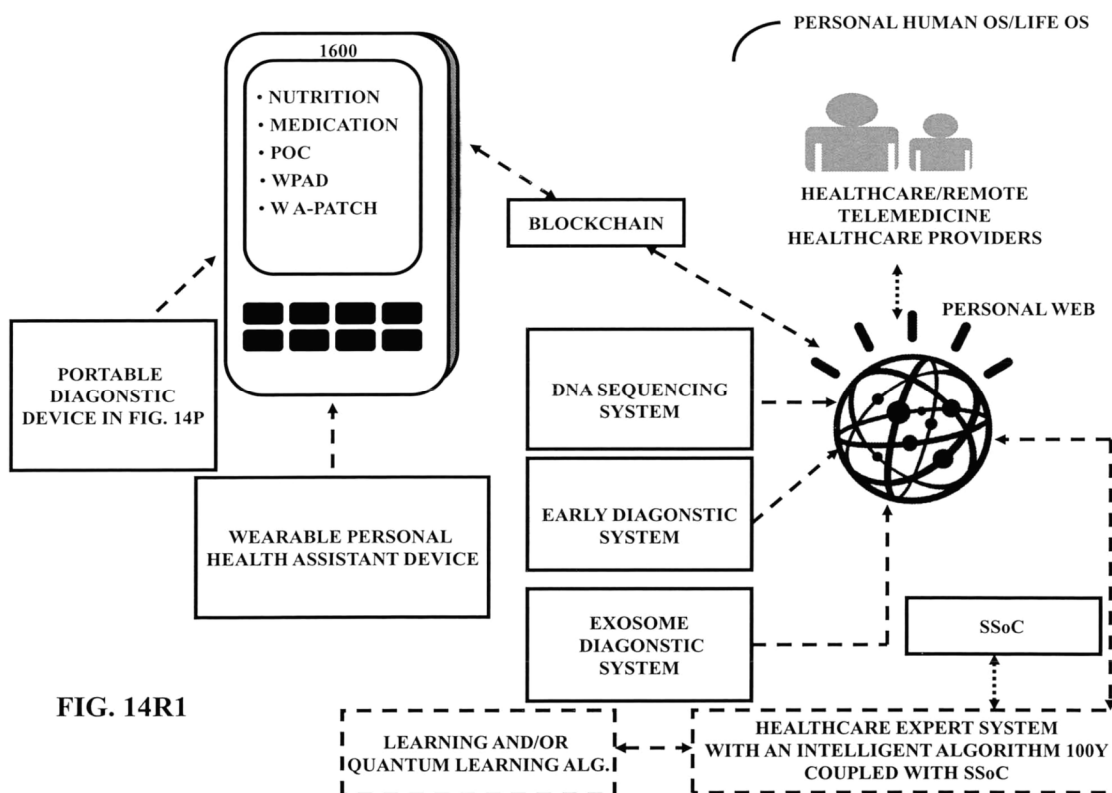 PERSONAL HUMAN OS/LIFE OS
1600
• NUTRITION
• MEDICATION
• POC
• WPAD
• W A-PATCH
HEALTHCARE/REMOTE
TELEMEDICINE
HEALTHCARE PROVIDERS
BLOCKCHAIN
PERSONAL WEB
PORTABLE
DIAGONSTIC
DEVICE IN FIG. 14P
DNA SEQUENCING
SYSTEM
WEARABLE PERSONAL
HEALTH ASSISTANT DEVICE
EARLY DIAGONSTIC
SYSTEM
EXOSOME
DIAGONSTIC
SYSTEM
SSoC
FIG. 14R1
LEARNING AND/OR
QUANTUM LEARNING ALG.
HEALTHCARE EXPERT SYSTEM
WITH AN INTELLIGENT ALGORITHM 100Y
COUPLED WITH SSoC